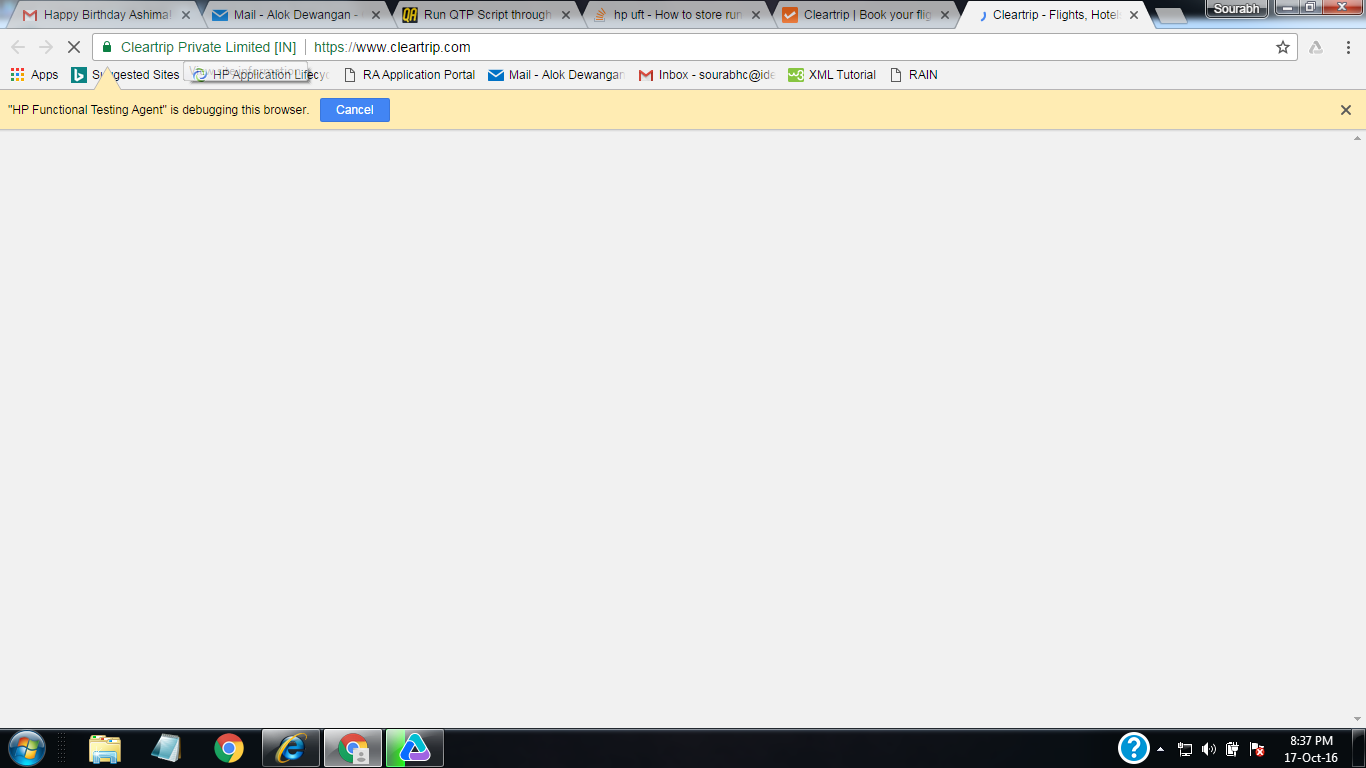 Happy Birthday Ashima Mail - Alok Dewangan - Run QTP Script through hp uft - How to store run Cleartrip | Book your flig Cleartrip - Flights, Hotel Sourabh
Cleartrip Private Limited [IN] https://www.cleartrip.com
Apps Suggested Sites HP Application Lifecyc RA Application Portal Mail - Alok Dewangan Inbox - sourabhc@ide XML Tutorial RAIN
View site information
"HP Functional Testing Agent" is debugging this browser. Cancel
8:37 PM
17-Oct-16